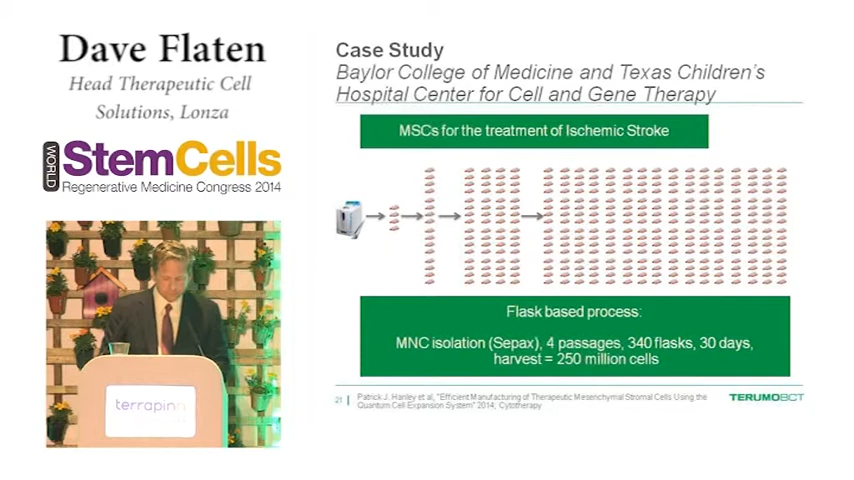 Dave Flaten
Head Therapeutic Cell
Solutions, Lonza
WORLD
StemCells
Regenerative Medicine Congress 2014
terrapinn
Case Study
Baylor College of Medicine and Texas Children's
Hospital Center for Cell and Gene Therapy
MSCs for the treatment of Ischemic Stroke
Flask based process:
MNC isolation (Sepax), 4 passages, 340 flasks, 30 days,
harvest = 250 million cells
21
Patrick J. Hanley et al, "Efficient Manufacturing of Therapeutic Mesenchymal Stromal Cells Using the
Quantum Cell Expansion System" 2014; Cytotherapy
TERUMOBCT